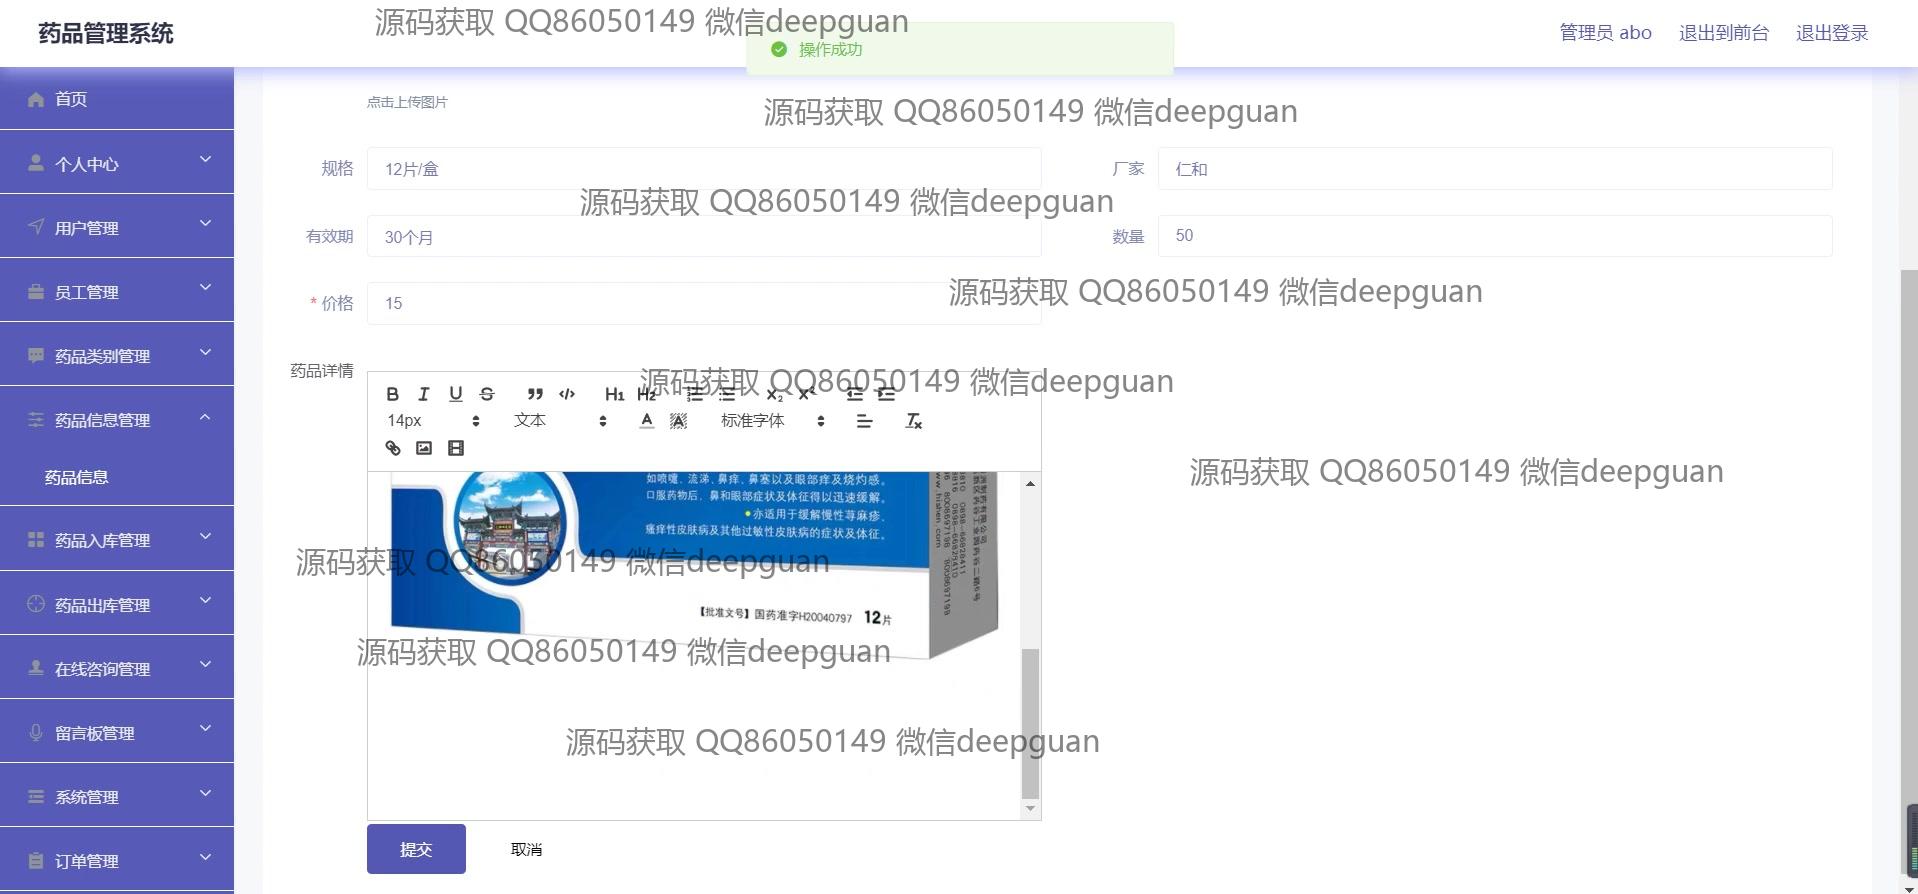 药品管理系统
源码获取 QQ86050149 微信deepguan
操作成功
管理员 abo
退出到前台
退出登录
首页
个人中心
用户管理
员工管理
药品类别管理
药品信息管理
药品信息
药品入库管理
药品出库管理
在线咨询管理
留言板管理
系统管理
订单管理
点击上传图片
源码获取 QQ86050149 微信deepguan
规格 12片/盒
厂家 仁和
源码获取 QQ86050149 微信deepguan
有效期 30个月
数量 50
源码获取 QQ86050149 微信deepguan
* 价格 15
药品详情
源码获取 QQ86050149 微信deepguan
B I U S H1 H2 X2 X2
14px 文本 A A 标准字体 Tx
源码获取 QQ86050149 微信deepguan
如喷嚏、流涕、鼻痒、鼻塞以及眼部痒及烧灼感。
口服药物后,鼻和眼部症状及体征得以迅速缓解。
亦适用于缓解慢性荨麻疹、
瘙痒性皮肤病及其他过敏性皮肤病的症状及体征。
源码获取 QQ86050149 微信deepguan
【批准文号】国药准字H20040797 12片
源码获取 QQ86050149 微信deepguan
源码获取 QQ86050149 微信deepguan
提交
取消